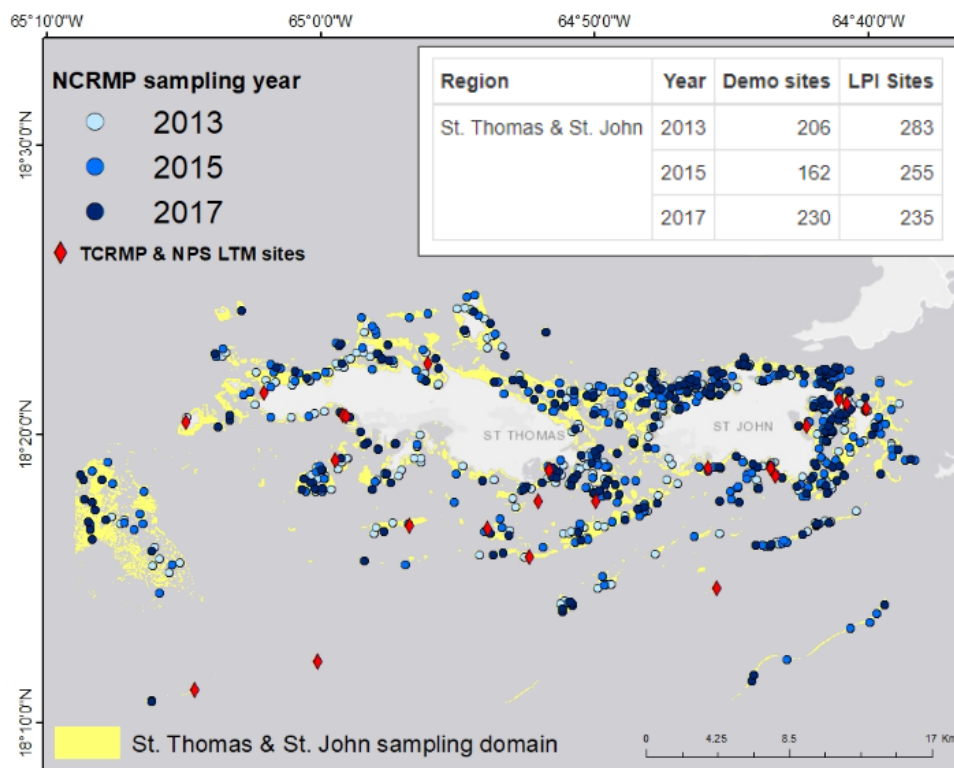 65°10'0"W 65°0'0"W 64°50'0"W 64°40'0"W
NCRMP sampling year
2013
2015
2017
TCRMP & NPS LTM sites
Region Year Demo sites LPI Sites
St. Thomas & St. John 2013 206 283
2015 162 255
2017 230 235
18°30'0"N
18°20'0"N
18°10'0"N
ST THOMAS
ST JOHN
St. Thomas & St. John sampling domain
0 4.25 8.5 17 Km